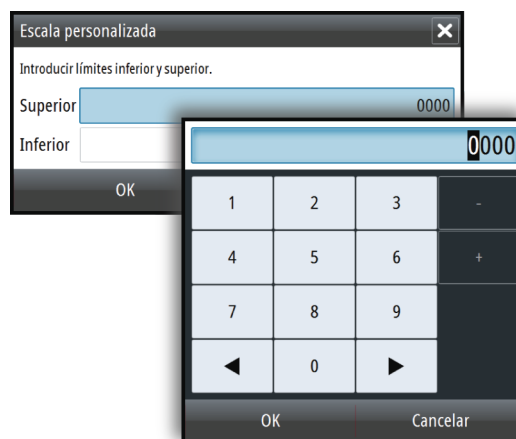 Escala personalizada
Introducir límites inferior y superior.
Superior 0000
Inferior
OK
0000
1 2 3 -
4 5 6 +
7 8 9
◀ 0 ▶
OK Cancelar